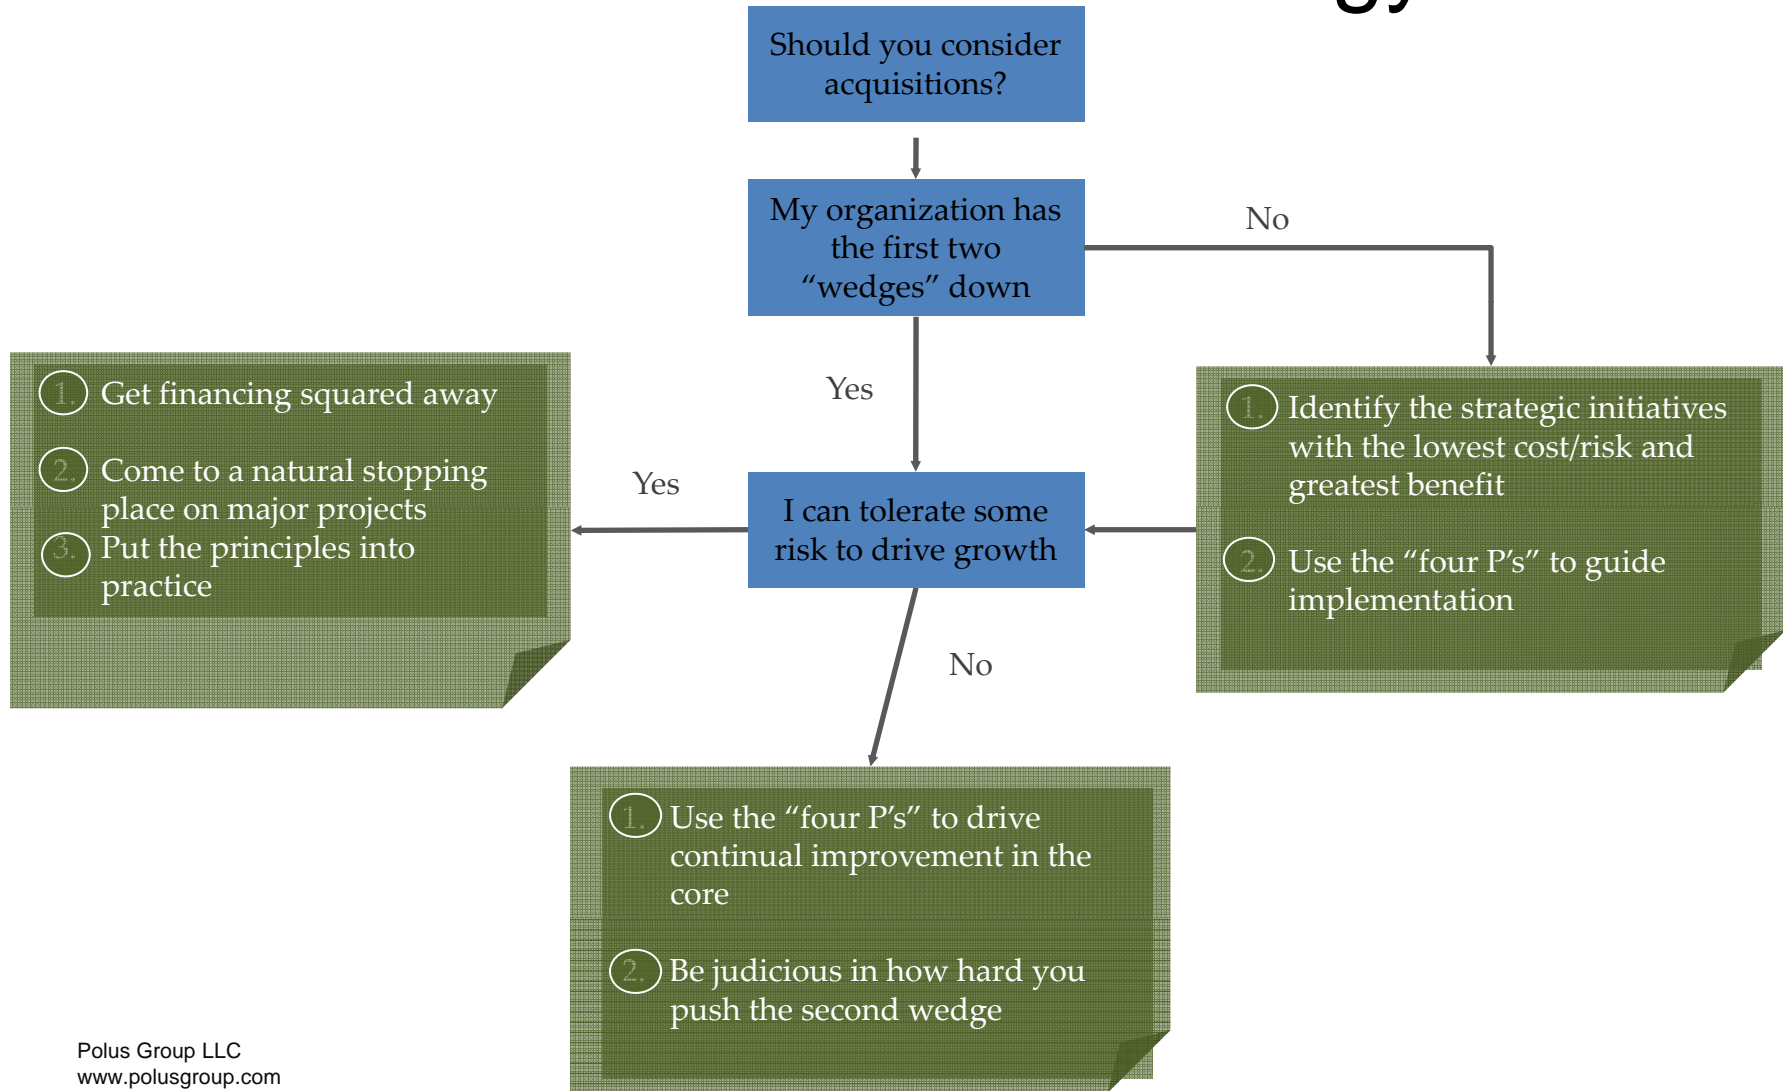 Should you consider
acquisitions?
My organization has
the first two
“wedges” down
No
Yes
1. Get financing squared away
2. Come to a natural stopping
place on major projects
3. Put the principles into
practice
Yes
I can tolerate some
risk to drive growth
1. Identify the strategic initiatives
with the lowest cost/risk and
greatest benefit
2. Use the “four P’s” to guide
implementation
No
1. Use the “four P’s” to drive
continual improvement in the
core
2. Be judicious in how hard you
push the second wedge
Polus Group LLC
www.polusgroup.com